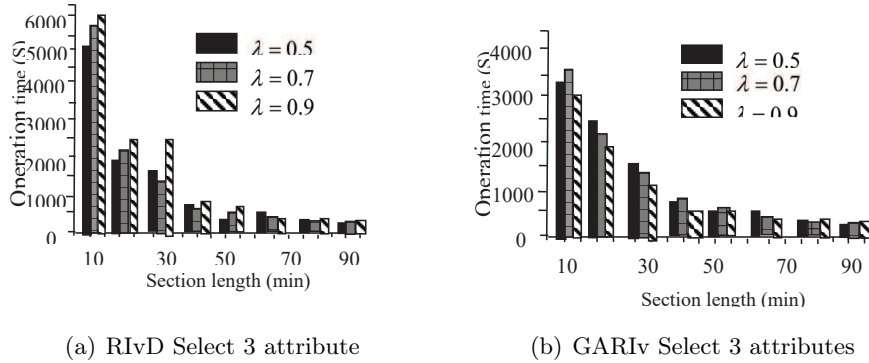 6000
5000
4000
3000
2000
1000
0
Operation time (S)
λ = 0.5
λ = 0.7
λ = 0.9
10 30 50 70 90
Section length (min)
(a) RIvD Select 3 attribute
4000
3000
2000
1000
0
Operation time (S)
λ = 0.5
λ = 0.7
λ = 0.9
10 30 50 70 90
Section length (min)
(b) GARIv Select 3 attributes